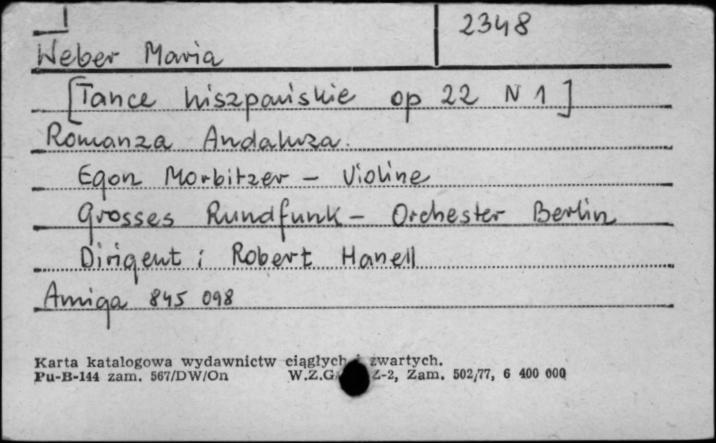 2348
Weber Maria
[Tance hiszpańskie op 22 N 1]
Romanza Andaluza.
Egon Morbitzer - Violine
Grosses Rundfunk - Orchester Berlin
Dirigent: Robert Hanell
Amiga 845 098
Karta katalogowa wydawnictw ciągłych i zwartych.
Pu-B-144 zam. 567/DW/On W.Z.G. Z-2, Zam. 502/77, 6 400 000